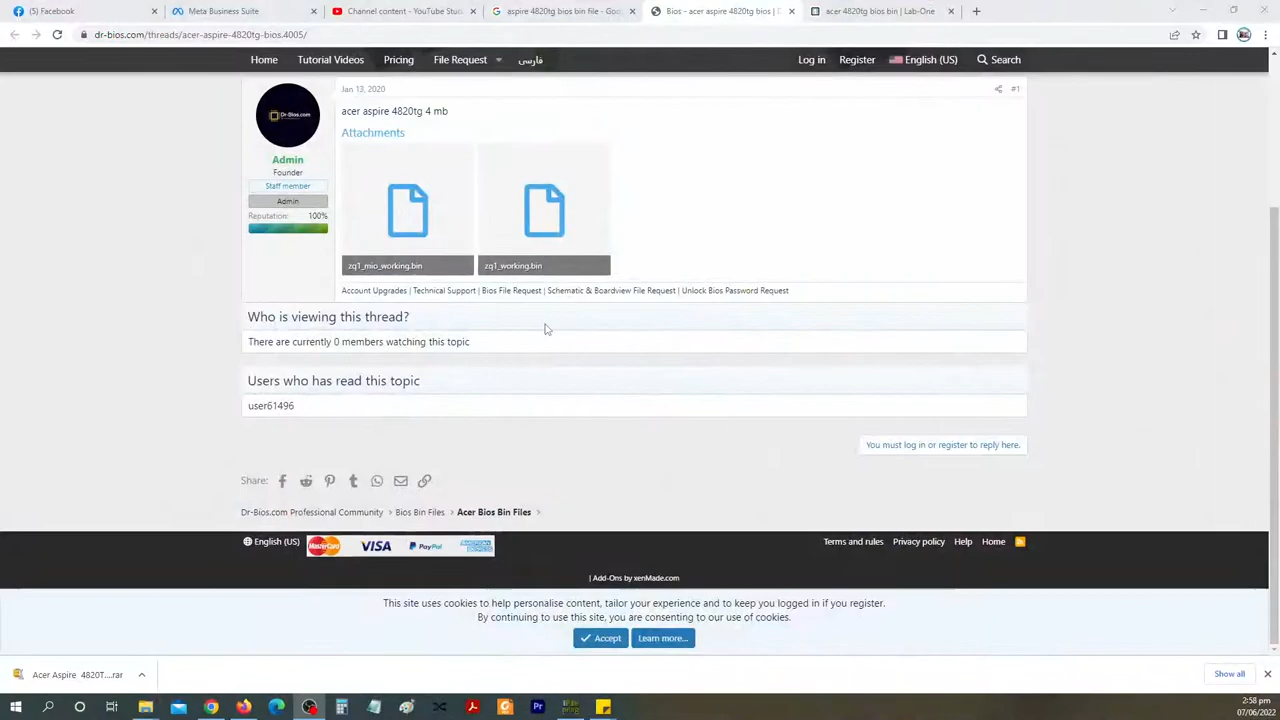 (5) Facebook
Meta Business Suite
Channel content - YouTube Stud
aspire 4820tg bios bin file - Goo
Bios - acer aspire 4820tg bios | D
acer 4820tg bios bin | Lab-One
dr-bios.com/threads/acer-aspire-4820tg-bios.4005/
Home Tutorial Videos Pricing File Request فارسی Log in Register English (US) Search
Jan 13, 2020 #1
Dr-Bios.com
acer aspire 4820tg 4 mb
Attachments
Admin
Founder
Staff member
Admin
Reputation: 100%
zq1_mio_working.bin zq1_working.bin
Account Upgrades | Technical Support | Bios File Request | Schematic & Boardview File Request | Unlock Bios Password Request
Who is viewing this thread?
There are currently 0 members watching this topic
Users who has read this topic
user61496
You must log in or register to reply here.
Share:
Dr-Bios.com Professional Community > Bios Bin Files > Acer Bios Bin Files >
English (US) MasterCard VISA PayPal Terms and rules Privacy policy Help Home
| Add-Ons by xenMade.com
This site uses cookies to help personalise content, tailor your experience and to keep you logged in if you register.
By continuing to use this site, you are consenting to our use of cookies.
Accept Learn more...
Acer Aspire 4820T....rar Show all
2:58 pm
07/06/2022